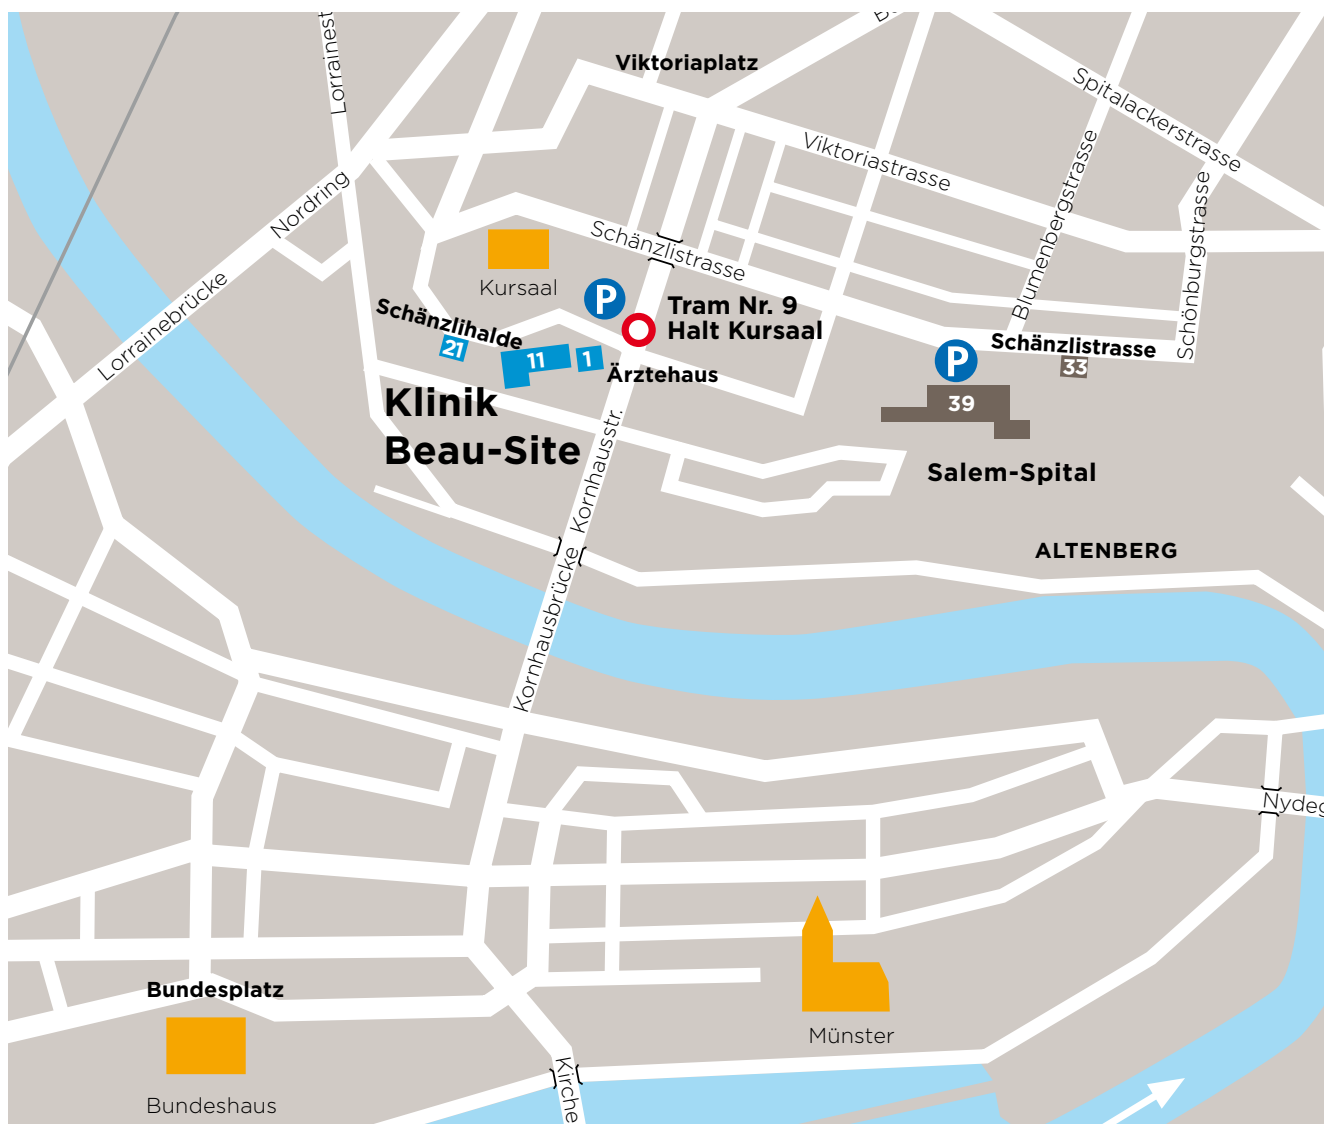 Lorrainest
Viktoriaplatz
Spitalackerstrasse
Viktoriastrasse
Blumenbergstrasse
Schönburgstrasse
Nordring
Schänzlistrasse
Lorrainebrücke
Kursaal
P
Tram Nr. 9
Halt Kursaal
Schänzlihalde
21
11
1
Ärztehaus
P
Schänzlistrasse
33
39
Klinik
Beau-Site
Kornhausstr.
Salem-Spital
ALTENBERG
Kornhausbrücke
Nydeg
Bundesplatz
Münster
Kirche
Bundeshaus